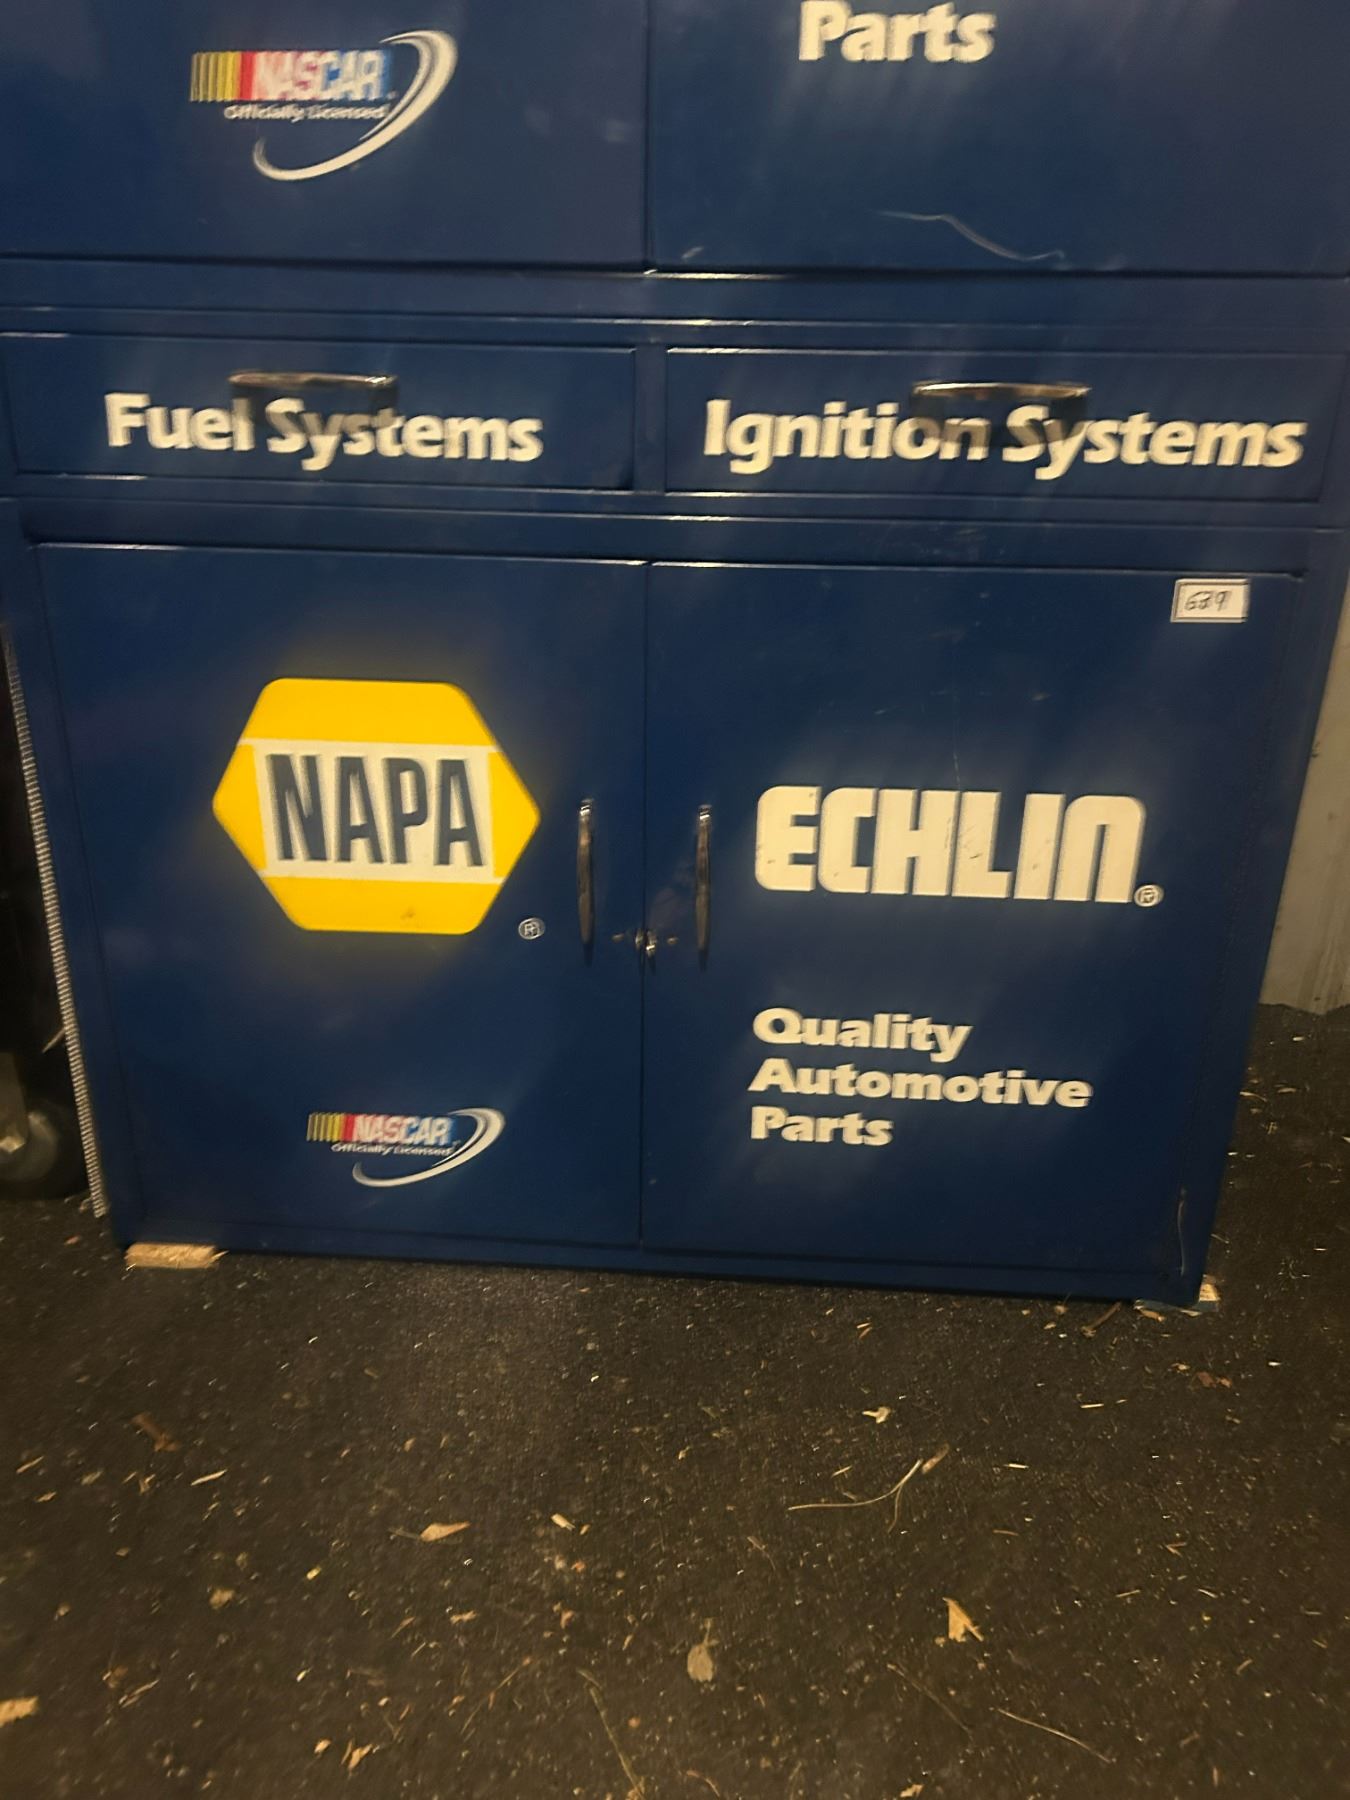 Parts
NASCAR
Officially Licensed
Fuel Systems
Ignition Systems
NAPA
®
ECHLIN®
Quality
Automotive
Parts
NASCAR
Officially Licensed